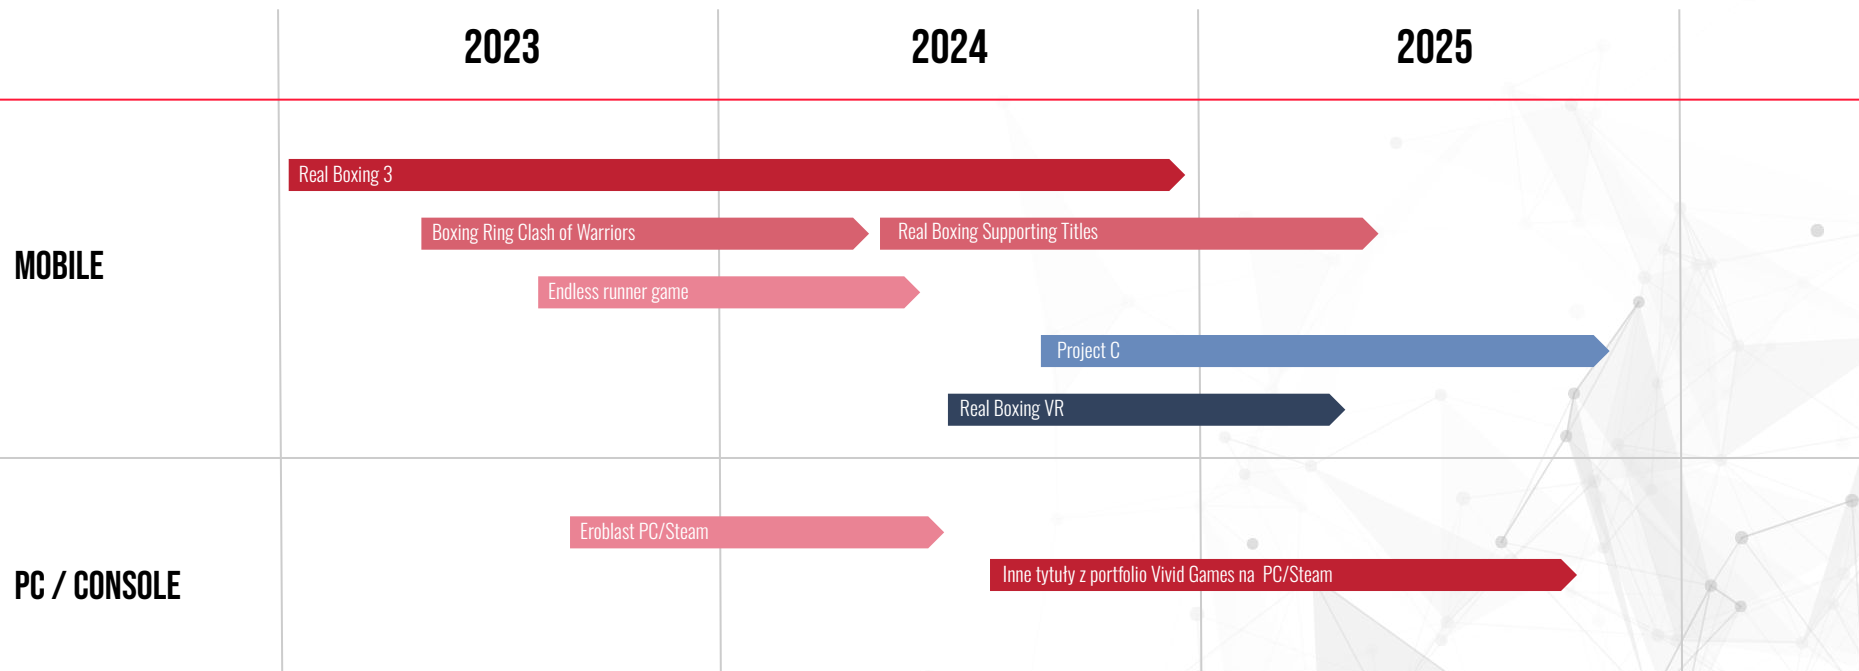 2023
2024
2025
MOBILE
Real Boxing 3
Boxing Ring Clash of Warriors
Real Boxing Supporting Titles
Endless runner game
Project C
Real Boxing VR
PC / CONSOLE
Eroblast PC/Steam
Inne tytuły z portfolio Vivid Games na PC/Steam